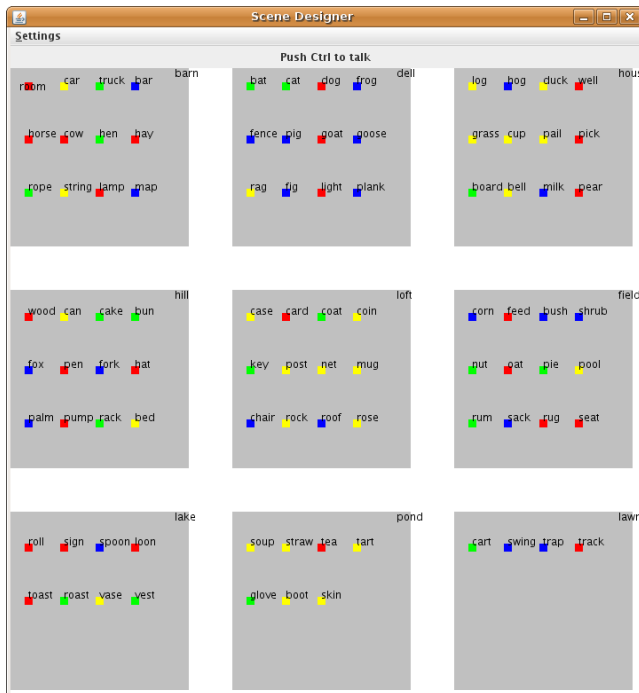 Scene Designer
Settings
Push Ctrl to talk
barn dell hous
room car truck bar bat cat dog frog log hog duck well
horse cow hen hay fence pig goat goose grass cup pail pick
rope string lamp map rag fig light plank board bell milk pear
hill loft field
wood can cake bun case card coat coin corn feed bush shrub
fox pen fork hat key post net mug nut oat pie pool
palm pump rack bed chair rock roof rose rum sack rug seat
lake pond lawn
roll sign spoon loon soup straw tea tart cart swing trap track
toast roast vase vest glove boot skin